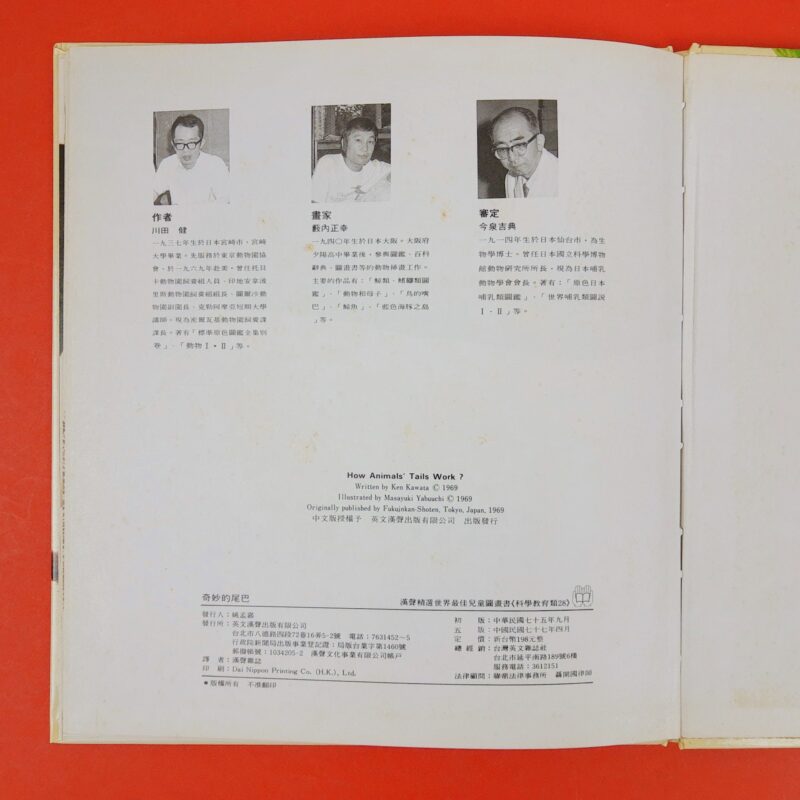 作者
川田 健
一九三七年生於日本宮崎市，宮崎
大學畢業。先服務於東京動物園協
會、於一九六九年赴美，曾任托貝
卡動物園飼養組人員、印地安拿波
里斯動物園飼養組組長、圖爾沙動
物園副園長、克勒阿摩亞短期大學
講師，現為米爾瓦基動物園飼養課
課長。著有「標準原色圖鑑全集別
卷」、「動物Ⅰ·Ⅱ」等。
畫家
藪內正幸
一九四〇年生於日本大阪。大阪府
夕陽高中畢業後，參與圖鑑、百科
辭典、圖畫書等的動物插畫工作。
主要的作品有：「鯨類、鰭腳類圖
鑑」、「動物和母子」、「鳥的嘴
巴」、「鯨魚」、「藍色海豚之島
」等。
審定
今泉吉典
一九一四年生於日本仙台市，為生
物學博士。曾任日本國立科學博物
館動物研究所所長，現為日本哺乳
動物學會會長。著有：「原色日本
哺乳類圖鑑」、「世界哺乳類圖說
Ⅰ·Ⅱ」等。
How Animals' Tails Work ?
Written by Ken Kawata © 1969
Illustrated by Masayuki Yabuuchi © 1969
Originally published by Fukuinkan-Shoten, Tokyo, Japan, 1969
中文版授權予 英文漢聲出版有限公司 出版發行
奇妙的尾巴
漢聲精選世界最佳兒童圖畫書《科學教育類28》
發行人：姚孟嘉
發行所：英文漢聲出版有限公司
台北市八德路四段72巷16弄5-2號 電話：7631452~5
行政院新聞局出版事業登記證：局版台業字第1460號
郵撥帳號：1034205-2 漢聲文化事業有限公司帳戶
譯者：漢聲雜誌
印刷：Dai Nippon Printing Co. (H.K.), Ltd.
＊版權所有 不准翻印
初版：中華民國七十五年九月
五版：中國民國七十七年四月
定價：新台幣198元整
總經銷：台灣英文雜誌社
台北市延平南路189號6樓
服務電話：3612151
法律顧問：法律事務所 律師